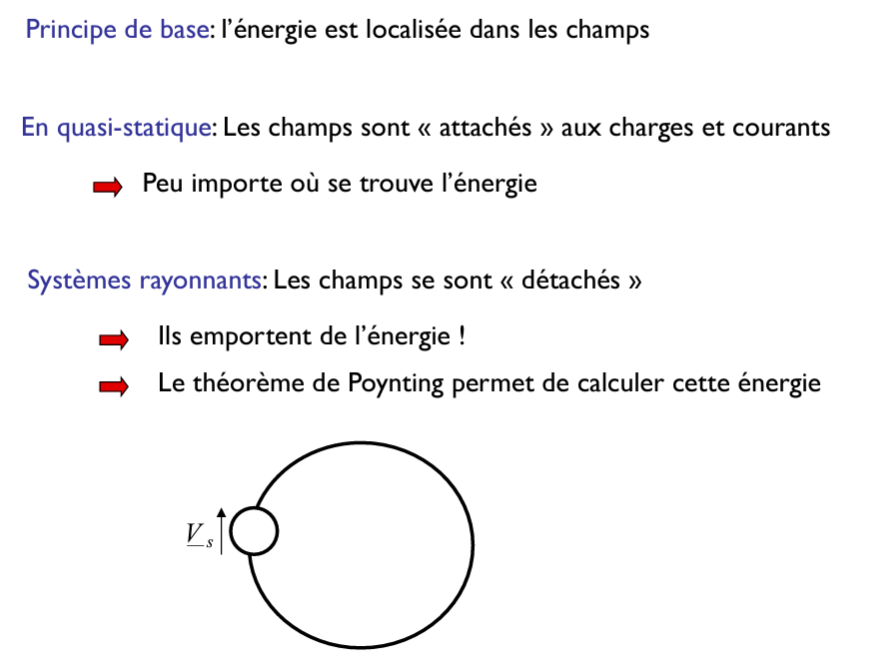 Principe de base: l'énergie est localisée dans les champs
En quasi-statique: Les champs sont « attachés » aux charges et courants
Peu importe où se trouve l'énergie
Systèmes rayonnants: Les champs se sont « détachés »
Ils emportent de l'énergie !
Le théorème de Poynting permet de calculer cette énergie
V_s